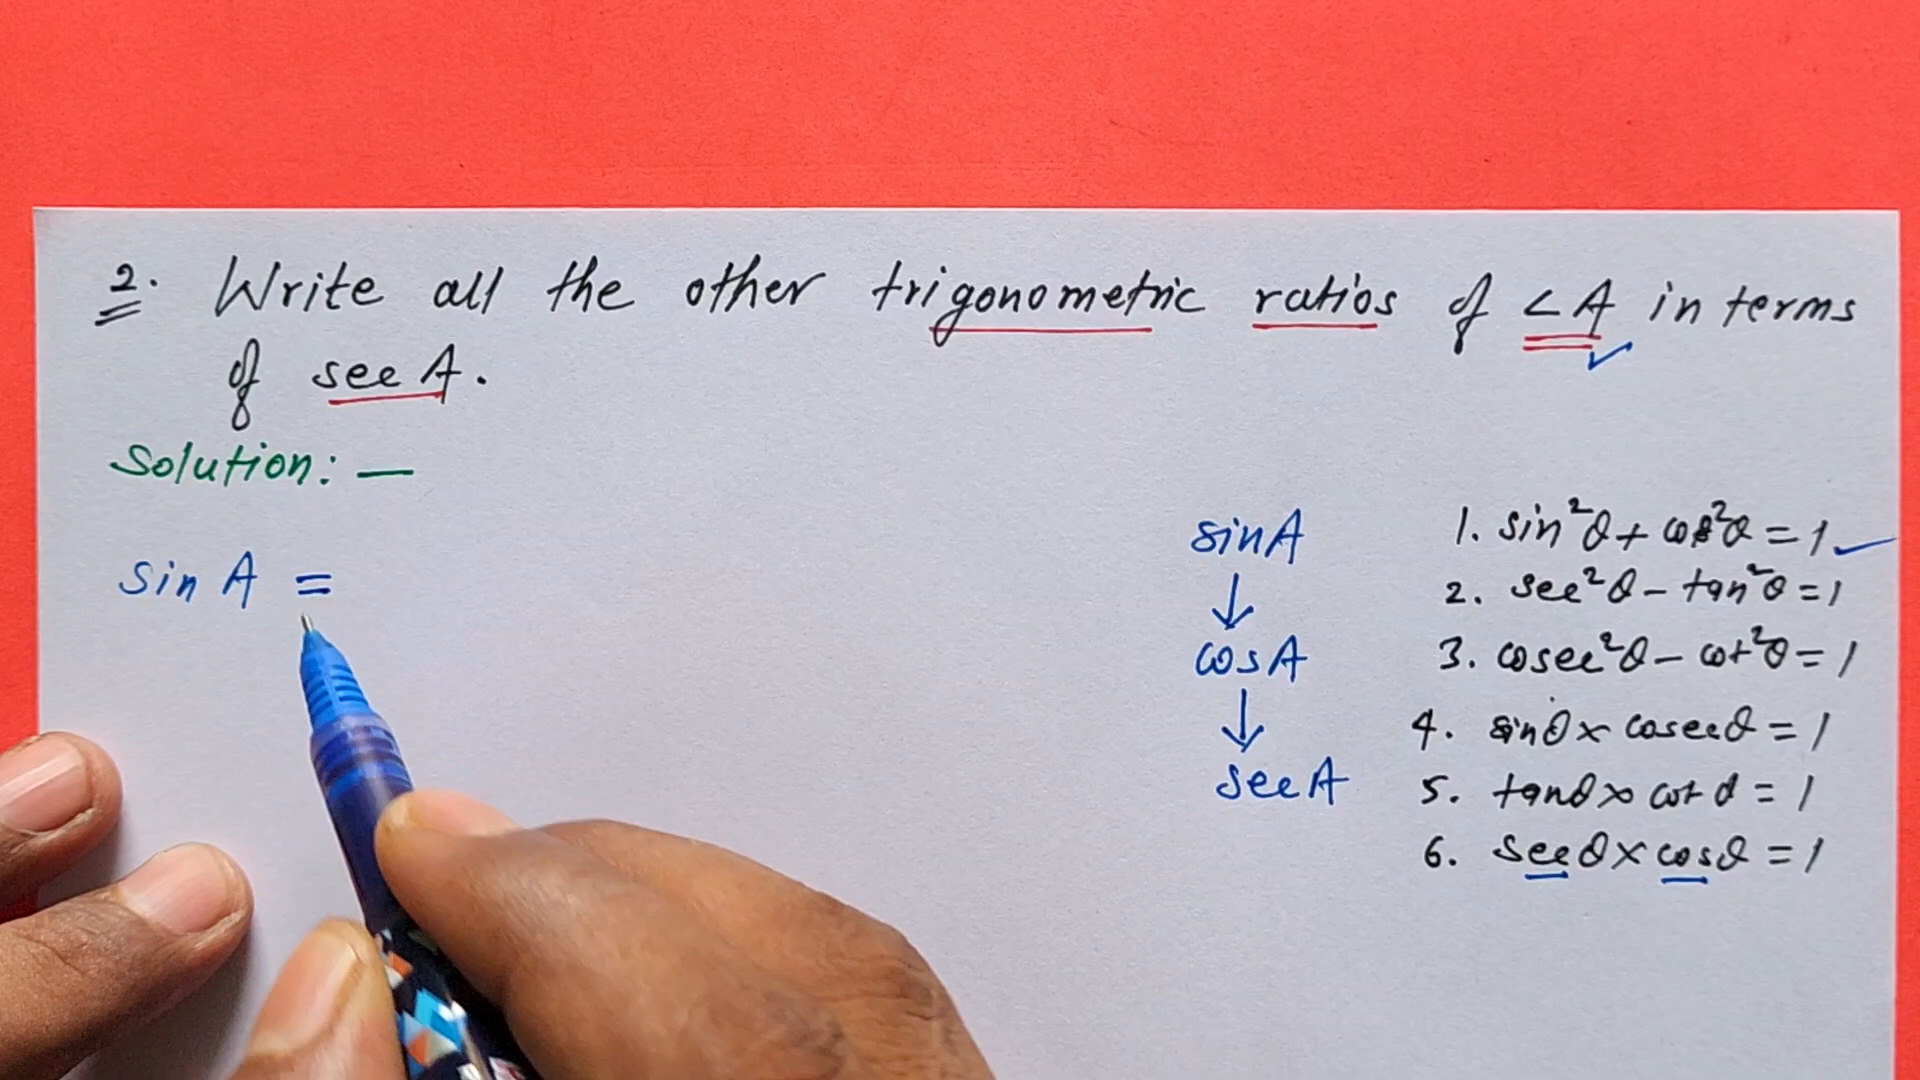 2. Write all the other trigonometric ratios of ∠A in terms
of sec A.
Solution: —
sin A =
sinA
↓
cosA
↓
secA
1. sin²θ + cos²θ = 1 ✓
2. sec²θ - tan²θ = 1
3. cosec²θ - cot²θ = 1
4. sinθ × cosecθ = 1
5. tanθ × cotθ = 1
6. secθ × cosθ = 1